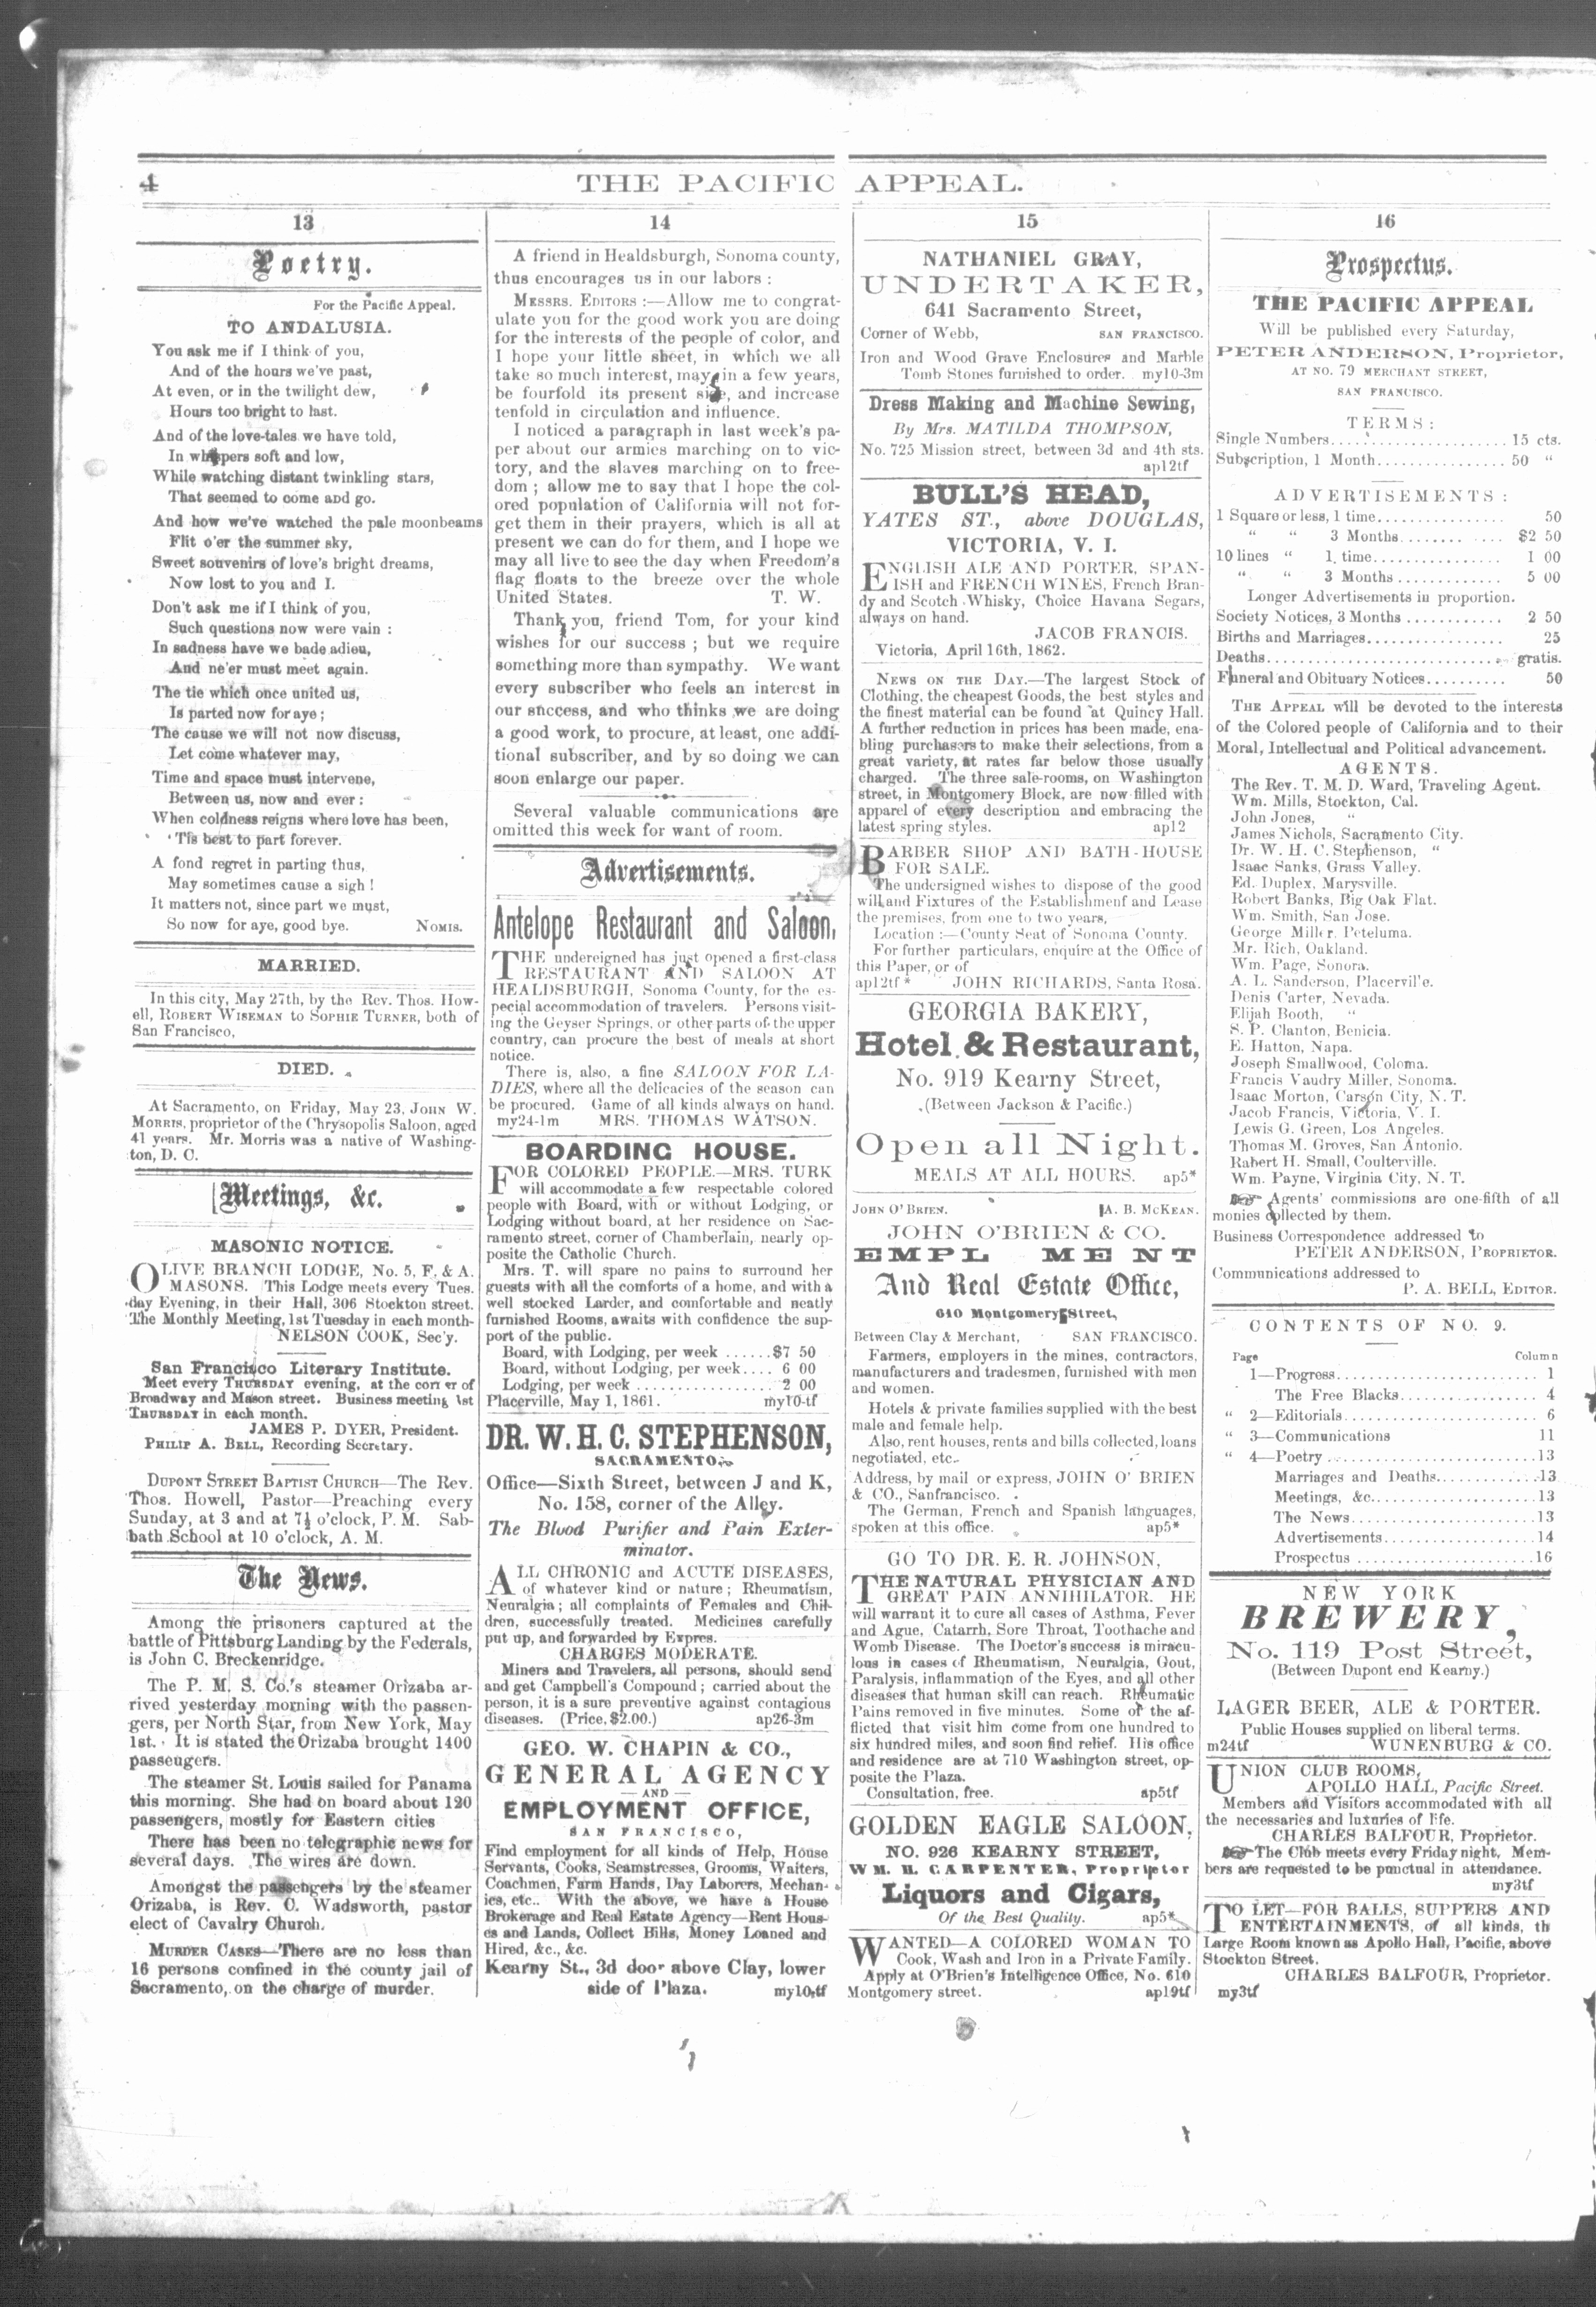 4
THE PACIFIC APPEAL.
13
Poetry.
For the Pacific Appeal.
TO ANDALUSIA.
You ask me if I think of you,
And of the hours we've past,
At even, or in the twilight dew,
Hours too bright to last.
And of the love-tales we have told,
In whispers soft and low,
While watching distant twinkling stars,
That seemed to come and go.
And how we've watched the pale moonbeams
Flit o'er the summer sky,
Sweet souvenirs of love's bright dreams,
Now lost to you and I.
Don't ask me if I think of you,
Such questions now were vain :
In sadness have we bade adieu,
And ne'er must meet again.
The tie which once united us,
Is parted now for aye ;
The cause we will not now discuss,
Let come whatever may,
Time and space must intervene,
Between us, now and ever :
When coldness reigns where love has been,
'Tis best to part forever.
A fond regret in parting thus,
May sometimes cause a sigh !
It matters not, since part we must,
So now for aye, good bye. NOMIS.
MARRIED.
In this city, May 27th, by the Rev. Thos. How-
ell, ROBERT WISEMAN to SOPHIE TURNER, both of
San Francisco,
DIED.
At Sacramento, on Friday, May 23, JOHN W.
MORRIS, proprietor of the Chrysopolis Saloon, aged
41 years. Mr. Morris was a native of Washing-
ton, D. C.
Meetings, &c.
MASONIC NOTICE.
OLIVE BRANCH LODGE, No. 5, F. & A.
MASONS. This Lodge meets every Tues.
day Evening, in their Hall, 306 Stockton street.
The Monthly Meeting, 1st Tuesday in each month-
NELSON COOK, Sec'y.
San Francisco Literary Institute.
Meet every THURSDAY evening, at the corner of
Broadway and Mason street. Business meeting 1st
THURSDAY in each month.
JAMES P. DYER, President.
PHILIP A. BELL, Recording Secretary.
DUPONT STREET BAPTIST CHURCH—The Rev.
Thos. Howell, Pastor—Preaching every
Sunday, at 3 and at 7½ o'clock, P. M. Sab-
bath School at 10 o'clock, A. M.
The News.
Among the prisoners captured at the
battle of Pittsburg Landing by the Federals,
is John C. Breckenridge.
The P. M. S. Co.'s steamer Orizaba ar-
rived yesterday morning with the passen-
gers, per North Star, from New York, May
1st. It is stated the Orizaba brought 1400
passeugers.
The steamer St. Louis sailed for Panama
this morning. She had on board about 120
passengers, mostly for Eastern cities
There has been no telegraphic news for
several days. The wires are down.
Amongst the passengers by the steamer
Orizaba, is Rev. C. Wadsworth, pastor
elect of Cavalry Church.
MURDER CASES—There are no less than
16 persons confined in the county jail of
Sacramento, on the charge of murder.
14
A friend in Healdsburgh, Sonoma county,
thus encourages us in our labors :
MESSRS. EDITORS :—Allow me to congrat-
ulate you for the good work you are doing
for the interests of the people of color, and
I hope your little sheet, in which we all
take so much interest, may in a few years,
be fourfold its present size, and increase
tenfold in circulation and influence.
I noticed a paragraph in last week's pa-
per about our armies marching on to vic-
tory, and the slaves marching on to free-
dom ; allow me to say that I hope the col-
ored population of California will not for-
get them in their prayers, which is all at
present we can do for them, and I hope we
may all live to see the day when Freedom's
flag floats to the breeze over the whole
United States. T. W.
Thank you, friend Tom, for your kind
wishes for our success ; but we require
something more than sympathy. We want
every subscriber who feels an interest in
our success, and who thinks we are doing
a good work, to procure, at least, one addi-
tional subscriber, and by so doing we can
soon enlarge our paper.
Several valuable communications are
omitted this week for want of room.
Advertisements.
Antelope Restaurant and Saloon,
THE undereigned has just opened a first-class
RESTAURANT AND SALOON AT
HEALDSBURGH, Sonoma County, for the es-
pecial accommodation of travelers. Persons visit-
ing the Geyser Springs, or other parts of the upper
country, can procure the best of meals at short
notice.
There is, also, a fine SALOON FOR LA-
DIES, where all the delicacies of the season can
be procured. Game of all kinds always on hand.
my24-1m MRS. THOMAS WATSON.
BOARDING HOUSE.
FOR COLORED PEOPLE.—MRS. TURK
will accommodate a few respectable colored
people with Board, with or without Lodging, or
Lodging without board, at her residence on Sac-
ramento street, corner of Chamberlain, nearly op-
posite the Catholic Church.
Mrs. T. will spare no pains to surround her
guests with all the comforts of a home, and with a
well stocked Larder, and comfortable and neatly
furnished Rooms, awaits with confidence the sup-
port of the public.
Board, with Lodging, per week ......$7 50
Board, without Lodging, per week.... 6 00
Lodging, per week ................. 2 00
Placerville, May 1, 1861. my10-tf
DR. W. H. C. STEPHENSON,
SACRAMENTO.
Office—Sixth Street, between J and K,
No. 158, corner of the Alley.
The Blood Purifier and Pain Exter-
minator.
ALL CHRONIC and ACUTE DISEASES,
of whatever kind or nature ; Rheumatism,
Neuralgia ; all complaints of Females and Chil-
dren, successfully treated. Medicines carefully
put up, and forwarded by Expres.
CHARGES MODERATE.
Miners and Travelers, all persons, should send
and get Campbell's Compound ; carried about the
person, it is a sure preventive against contagious
diseases. (Price, $2.00.) ap26-3m
GEO. W. CHAPIN & CO.,
GENERAL AGENCY
— AND —
EMPLOYMENT OFFICE,
SAN FRANCISCO,
Find employment for all kinds of Help, House
Servants, Cooks, Seamstresses, Grooms, Waiters,
Coachmen, Farm Hands, Day Laborers, Mechan-
ics, etc.. With the above, we have a House
Brokerage and Real Estate Agency—Rent Hous-
es and Lands, Collect Bills, Money Loaned and
Hired, &c., &c.
Kearny St., 3d door above Clay, lower
side of Plaza. my10-tf
15
NATHANIEL GRAY,
UNDERTAKER,
641 Sacramento Street,
Corner of Webb, SAN FRANCISCO.
Iron and Wood Grave Enclosures and Marble
Tomb Stones furnished to order. my10-3m
Dress Making and Machine Sewing,
By Mrs. MATILDA THOMPSON,
No. 725 Mission street, between 3d and 4th sts.
ap12tf
BULL'S HEAD,
YATES ST., above DOUGLAS,
VICTORIA, V. I.
ENGLISH ALE AND PORTER, SPAN-
ISH and FRENCH WINES, French Bran-
dy and Scotch Whisky, Choice Havana Segars,
always on hand.
JACOB FRANCIS.
Victoria, April 16th, 1862.
NEWS ON THE DAY.—The largest Stock of
Clothing, the cheapest Goods, the best styles and
the finest material can be found at Quincy Hall.
A further reduction in prices has been made, ena-
bling purchasers to make their selections, from a
great variety, at rates far below those usually
charged. The three sale-rooms, on Washington
street, in Montgomery Block, are now filled with
apparel of every description and embracing the
latest spring styles. ap12
BARBER SHOP AND BATH-HOUSE
FOR SALE.
The undersigned wishes to dispose of the good
will and Fixtures of the Establishment and Lease
the premises, from one to two years,
Location :—County Seat of Sonoma County.
For further particulars, enquire at the Office of
this Paper, or of
ap12tf * JOHN RICHARDS, Santa Rosa.
GEORGIA BAKERY,
Hotel & Restaurant,
No. 919 Kearny Street,
(Between Jackson & Pacific.)
Open all Night.
MEALS AT ALL HOURS. ap5*
JOHN O'BRIEN. A. B. MCKEAN.
JOHN O'BRIEN & CO.
EMPL MENT
And Real Estate Office,
610 Montgomery Street,
Between Clay & Merchant, SAN FRANCISCO.
Farmers, employers in the mines, contractors,
manufacturers and tradesmen, furnished with men
and women.
Hotels & private families supplied with the best
male and female help.
Also, rent houses, rents and bills collected, loans
negotiated, etc.
Address, by mail or express, JOHN O' BRIEN
& CO., Sanfrancisco.
The German, French and Spanish languages,
spoken at this office. ap5*
GO TO DR. E. R. JOHNSON,
THE NATURAL PHYSICIAN AND
GREAT PAIN ANNIHILATOR. HE
will warrant it to cure all cases of Asthma, Fever
and Ague, Catarrh, Sore Throat, Toothache and
Womb Disease. The Doctor's success is miracu-
lous in cases of Rheumatism, Neuralgia, Gout,
Paralysis, inflammation of the Eyes, and all other
diseases that human skill can reach. Rheumatic
Pains removed in five minutes. Some of the af-
flicted that visit him come from one hundred to
six hundred miles, and soon find relief. His office
and residence are at 710 Washington street, op-
posite the Plaza.
Consultation, free. ap5tf
GOLDEN EAGLE SALOON,
NO. 926 KEARNY STREET,
WM. H. CARPENTER, Proprietor
Liquors and Cigars,
Of the Best Quality. ap5*
WANTED—A COLORED WOMAN TO
Cook, Wash and Iron in a Private Family.
Apply at O'Brien's Intelligence Office, No. 610
Montgomery street. ap19tf
16
Prospectus.
THE PACIFIC APPEAL
Will be published every Saturday,
PETER ANDERSON, Proprietor,
AT NO. 79 MERCHANT STREET,
SAN FRANCISCO.
TERMS :
Single Numbers........................ 15 cts.
Subscription, 1 Month................ 50 "
ADVERTISEMENTS :
1 Square or less, 1 time................ 50
" " 3 Months............. $2 50
10 lines " 1 time................ 1 00
" " 3 Months ............. 5 00
Longer Advertisements in proportion.
Society Notices, 3 Months ............ 2 50
Births and Marriages................. 25
Deaths.............................. gratis.
Funeral and Obituary Notices.......... 50
THE APPEAL will be devoted to the interests
of the Colored people of California and to their
Moral, Intellectual and Political advancement.
AGENTS.
The Rev. T. M. D. Ward, Traveling Agent.
Wm. Mills, Stockton, Cal.
John Jones, "
James Nichols, Sacramento City.
Dr. W. H. C. Stephenson, "
Isaac Sanks, Grass Valley.
Ed. Duplex, Marysville.
Robert Banks, Big Oak Flat.
Wm. Smith, San Jose.
George Miller, Peteluma.
Mr. Rich, Oakland.
Wm. Page, Sonora.
A. L. Sanderson, Placervil'e.
Denis Carter, Nevada.
Elijah Booth, "
S. P. Clanton, Benicia.
E. Hatton, Napa.
Joseph Smallwood, Coloma.
Francis Vaudry Miller, Sonoma.
Isaac Morton, Carson City, N. T.
Jacob Francis, Victoria, V. I.
Lewis G. Green, Los Angeles.
Thomas M. Groves, San Antonio.
Rabert H. Small, Coulterville.
Wm. Payne, Virginia City, N. T.
☞ Agents' commissions are one-fifth of all
monies collected by them.
Business Correspondence addressed to
PETER ANDERSON, PROPRIETOR.
Communications addressed to
P. A. BELL, EDITOR.
CONTENTS OF NO. 9.
Page Column
1—Progress......................... 1
The Free Blacks................. 4
" 2—Editorials........................ 6
" 3—Communications 11
" 4—Poetry ..........................13
Marriages and Deaths.............13
Meetings, &c.....................13
The News.......................13
Advertisements...................14
Prospectus ......................16
NEW YORK
BREWERY,
No. 119 Post Street,
(Between Dupont end Kearny.)
LAGER BEER, ALE & PORTER.
Public Houses supplied on liberal terms.
m24tf WUNENBURG & CO.
UNION CLUB ROOMS,
APOLLO HALL, Pacific Street.
Members and Visitors accommodated with all
the necessaries and luxuries of life.
CHARLES BALFOUR, Proprietor.
☞ The Club meets every Friday night, Mem-
bers are requested to be punctual in attendance.
my3tf
TO LET—FOR BALLS, SUPPERS AND
ENTERTAINMENTS, of all kinds, th
Large Room known as Apollo Hall, Pacific, above
Stockton Street.
CHARLES BALFOUR, Proprietor.
my3tf